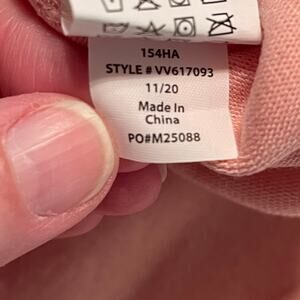 154HA
STYLE # VV617093
11/20
Made In
China
PO#M25088